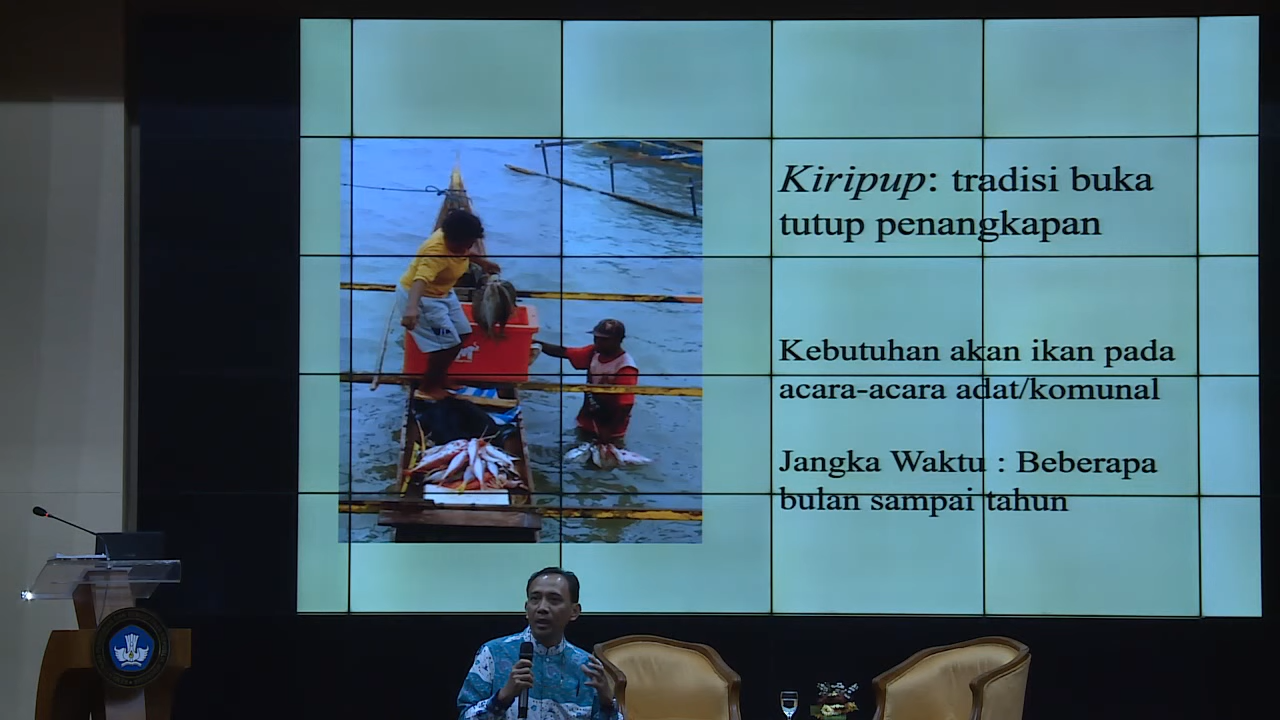 Kiripup: tradisi buka
tutup penangkapan
Kebutuhan akan ikan pada
acara-acara adat/komunal
Jangka Waktu : Beberapa
bulan sampai tahun